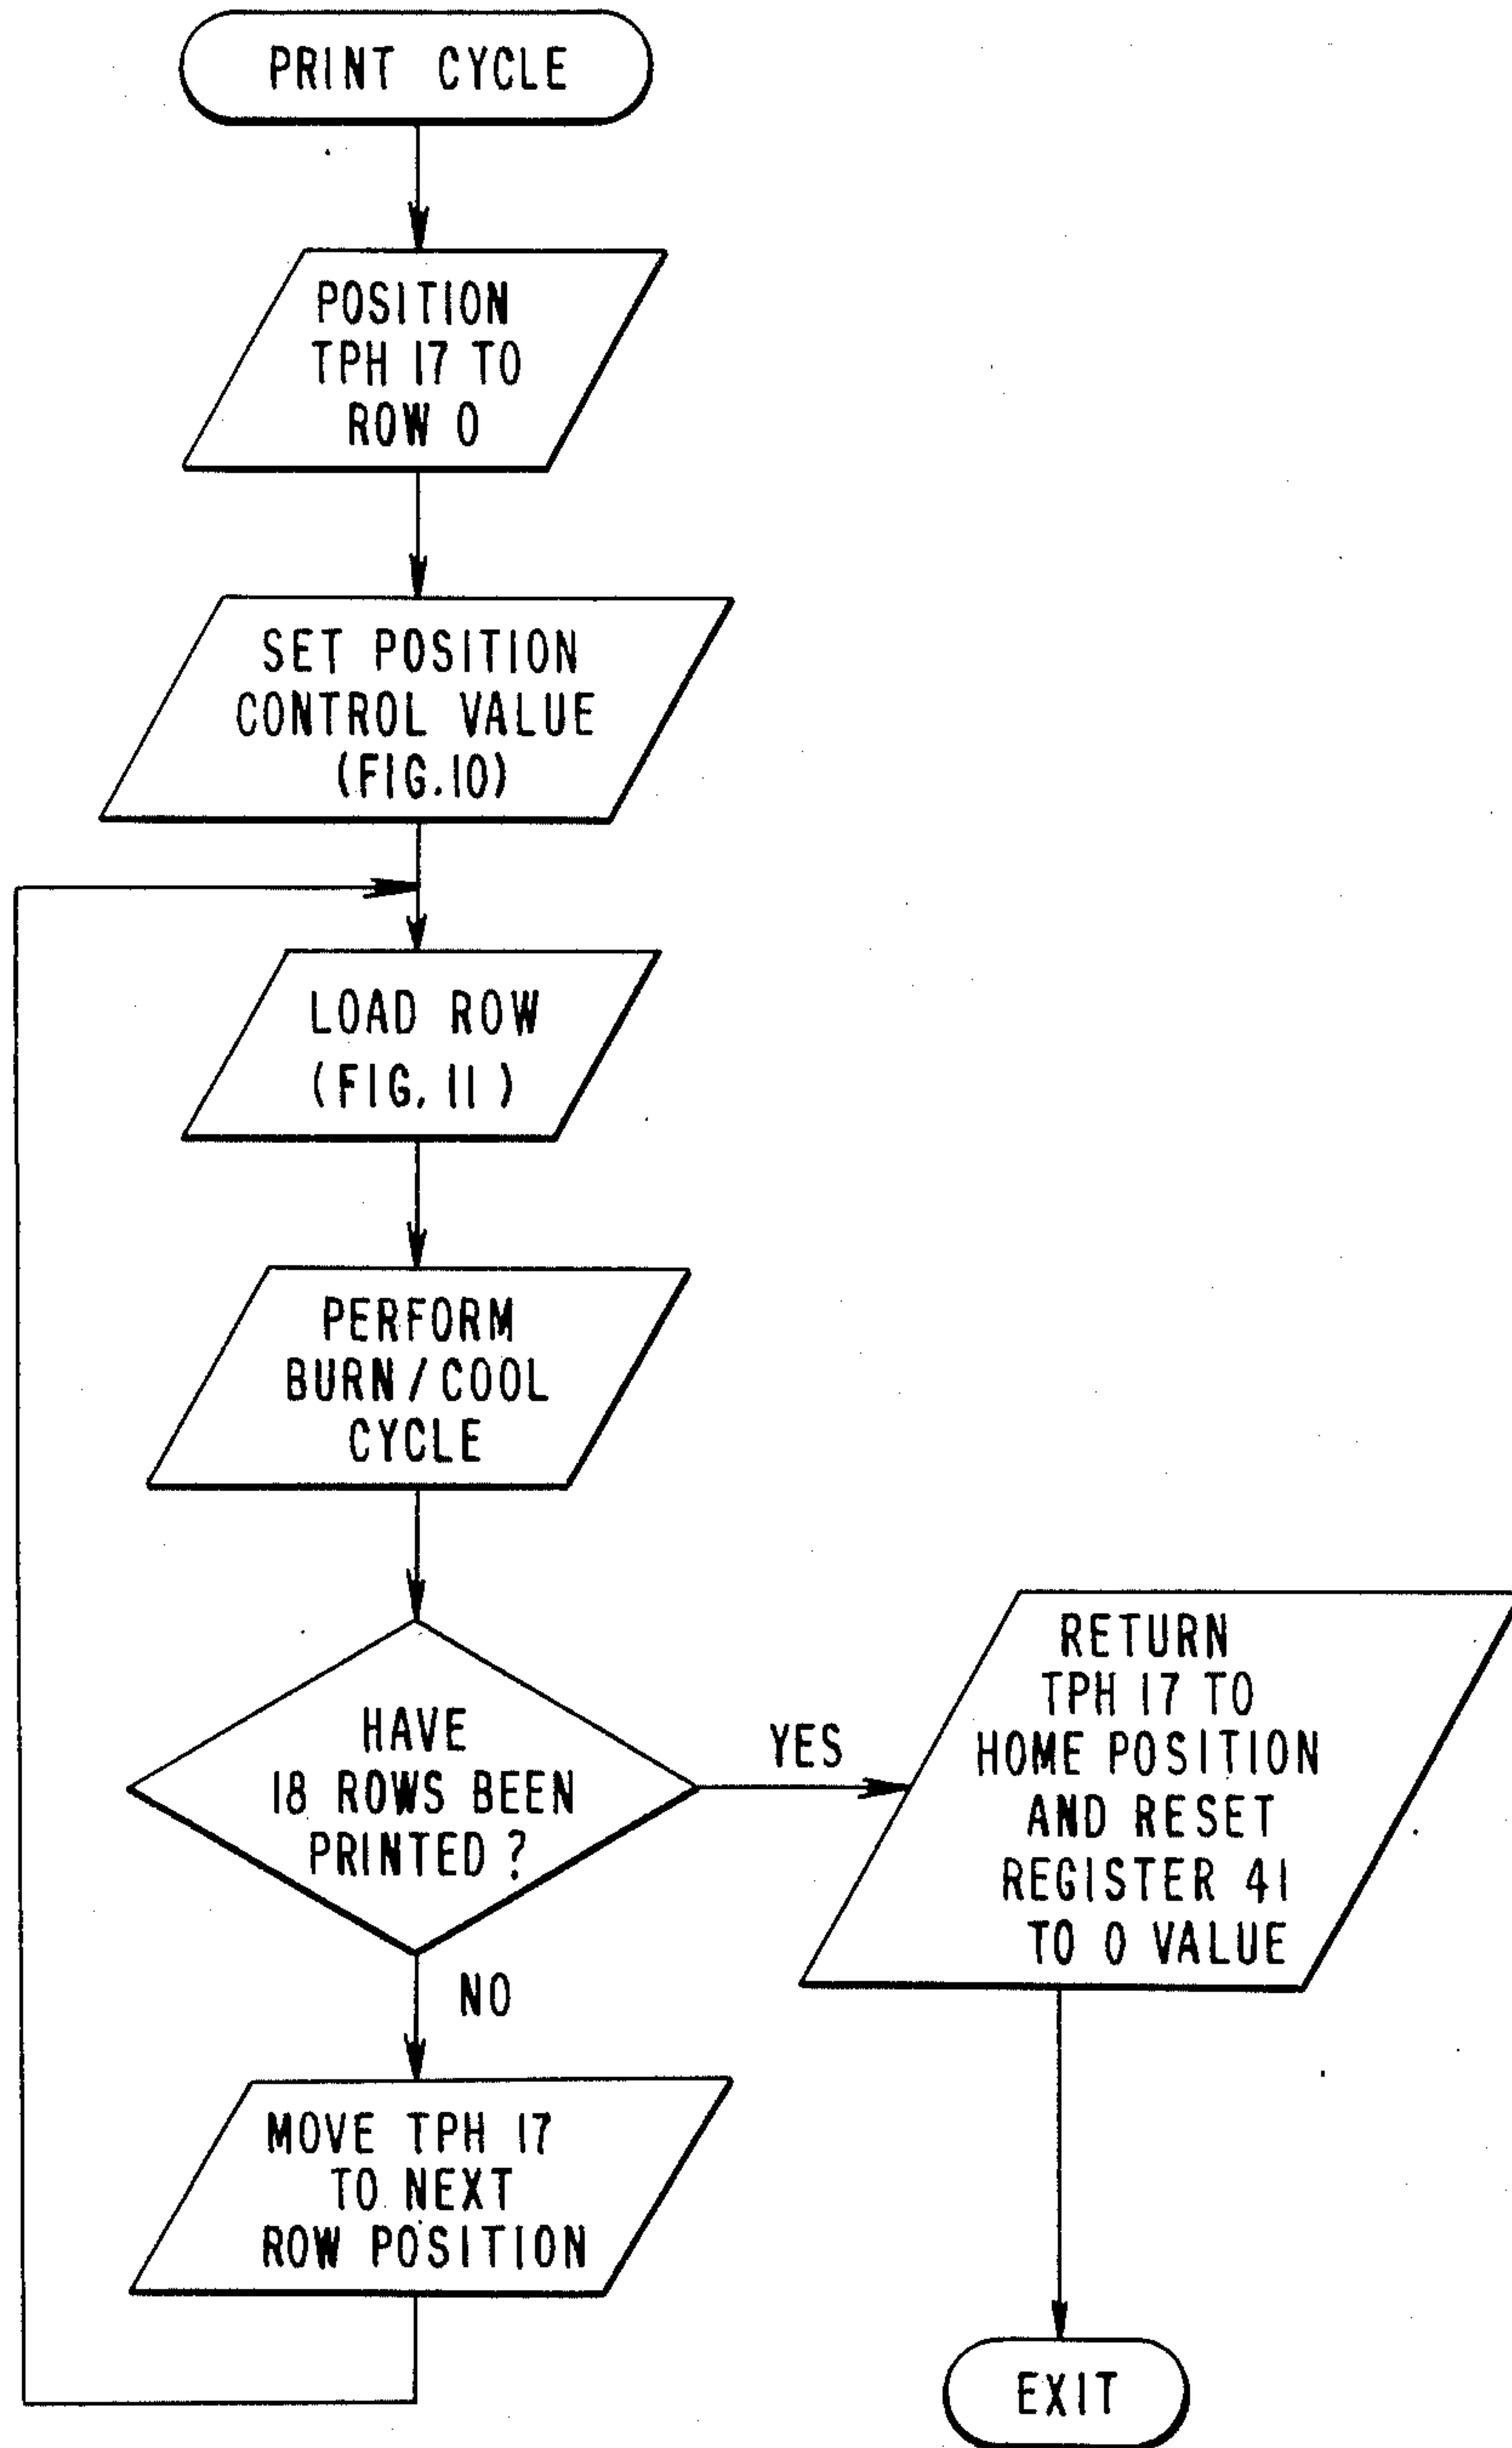 PRINT CYCLE
POSITION
TPH 17 TO
ROW 0
SET POSITION
CONTROL VALUE
(FIG.10)
LOAD ROW
(FIG. 11)
PERFORM
BURN/COOL
CYCLE
HAVE
18 ROWS BEEN
PRINTED?
YES
RETURN
TPH 17 TO
HOME POSITION
AND RESET
REGISTER 41
TO 0 VALUE
NO
MOVE TPH 17
TO NEXT
ROW POSITION
EXIT